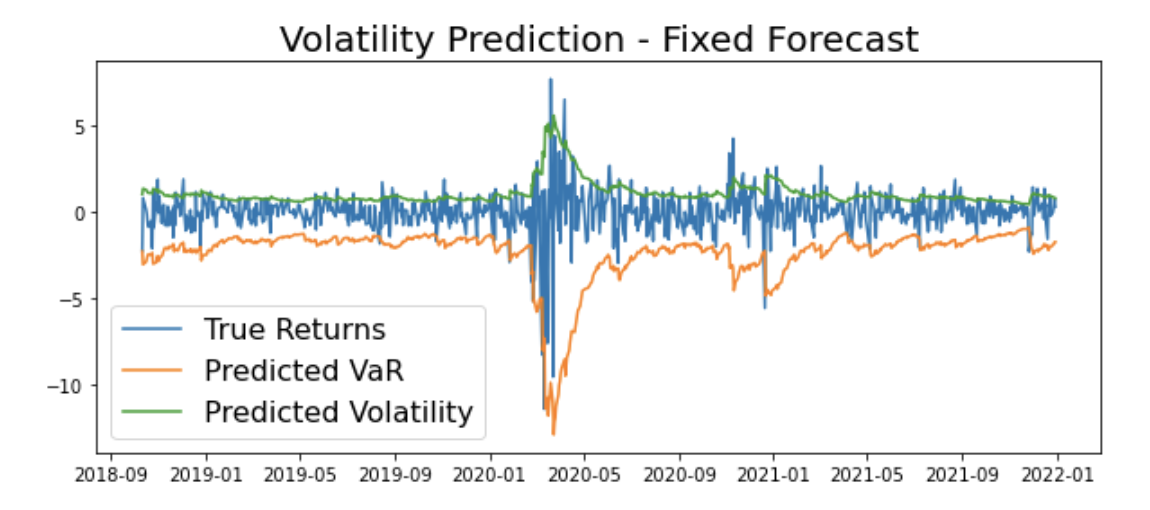 Volatility Prediction - Fixed Forecast
5
0
−5
−10
True Returns
Predicted VaR
Predicted Volatility
2018-09 2019-01 2019-05 2019-09 2020-01 2020-05 2020-09 2021-01 2021-05 2021-09 2022-01